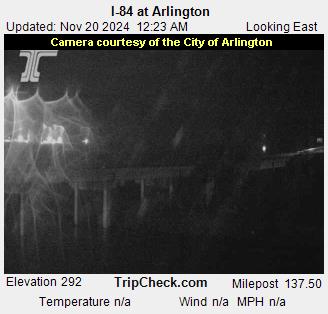 I-84 at Arlington
Updated: Nov 20 2024 12:23 AM Looking East
Camera courtesy of the City of Arlington
Elevation 292 TripCheck.com Milepost 137.50
Temperature n/a Wind n/a MPH n/a